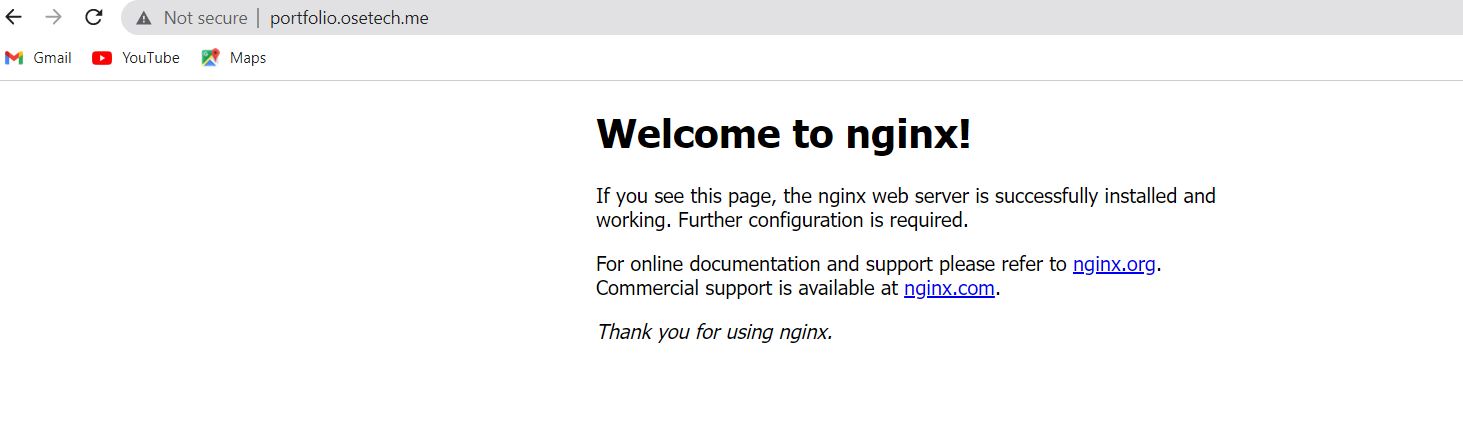 Not secure | portfolio.osetech.me
Gmail YouTube Maps
Welcome to nginx!
If you see this page, the nginx web server is successfully installed and
working. Further configuration is required.
For online documentation and support please refer to nginx.org.
Commercial support is available at nginx.com.
Thank you for using nginx.